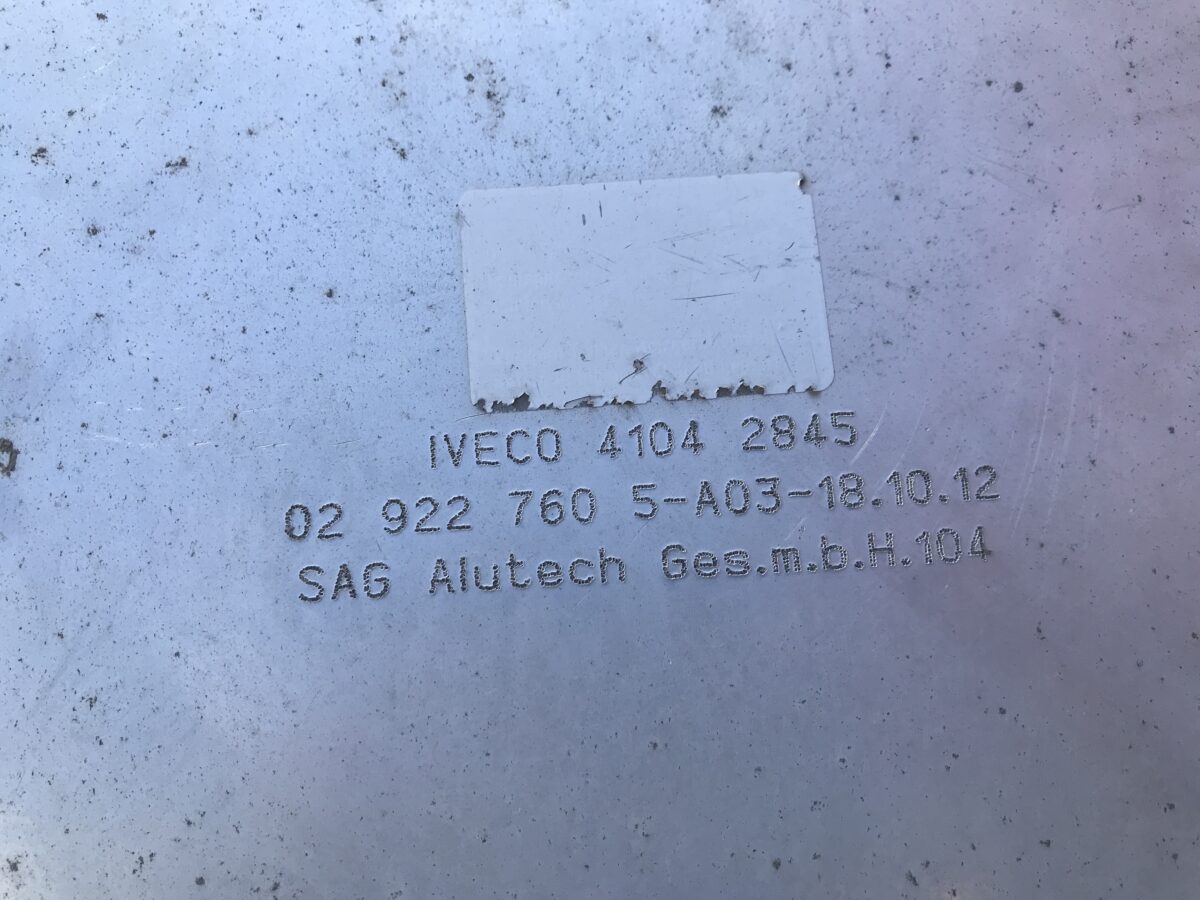 IVECO 4104 2845
02 922 760 5-A03-18.10.12
SAG Alutech Ges.m.b.H.104